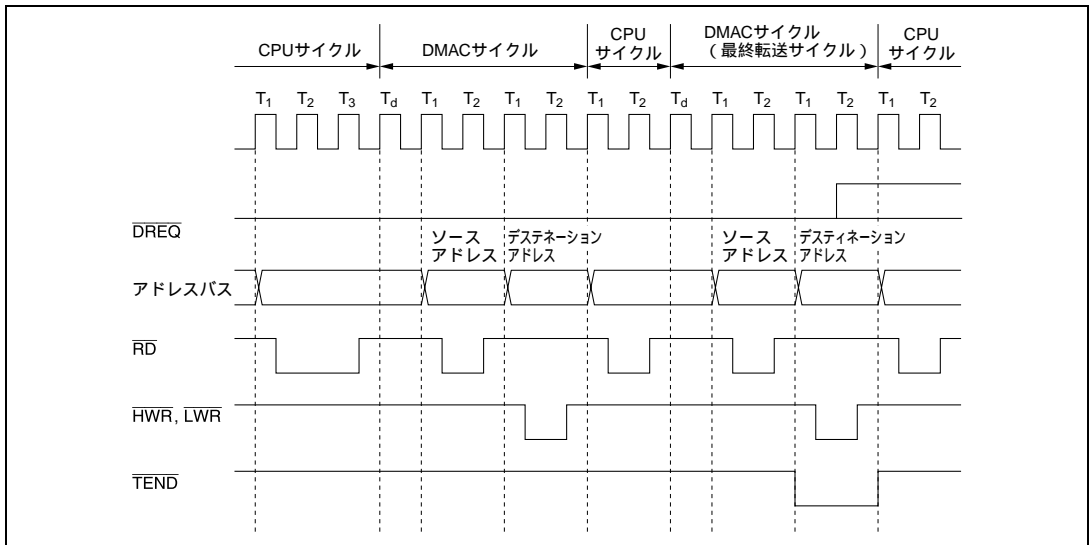 CPUサイクル DMACサイクル CPU サイクル DMACサイクル （最終転送サイクル） CPU サイクル
T1 T2 T3 Td T1 T2 T1 T2 T1 T2 Td T1 T2 T1 T2 T1 T2
DREQ
ソース アドレス デステネーション アドレス ソース アドレス デスティネーション アドレス
アドレスバス
RD
HWR, LWR
TEND